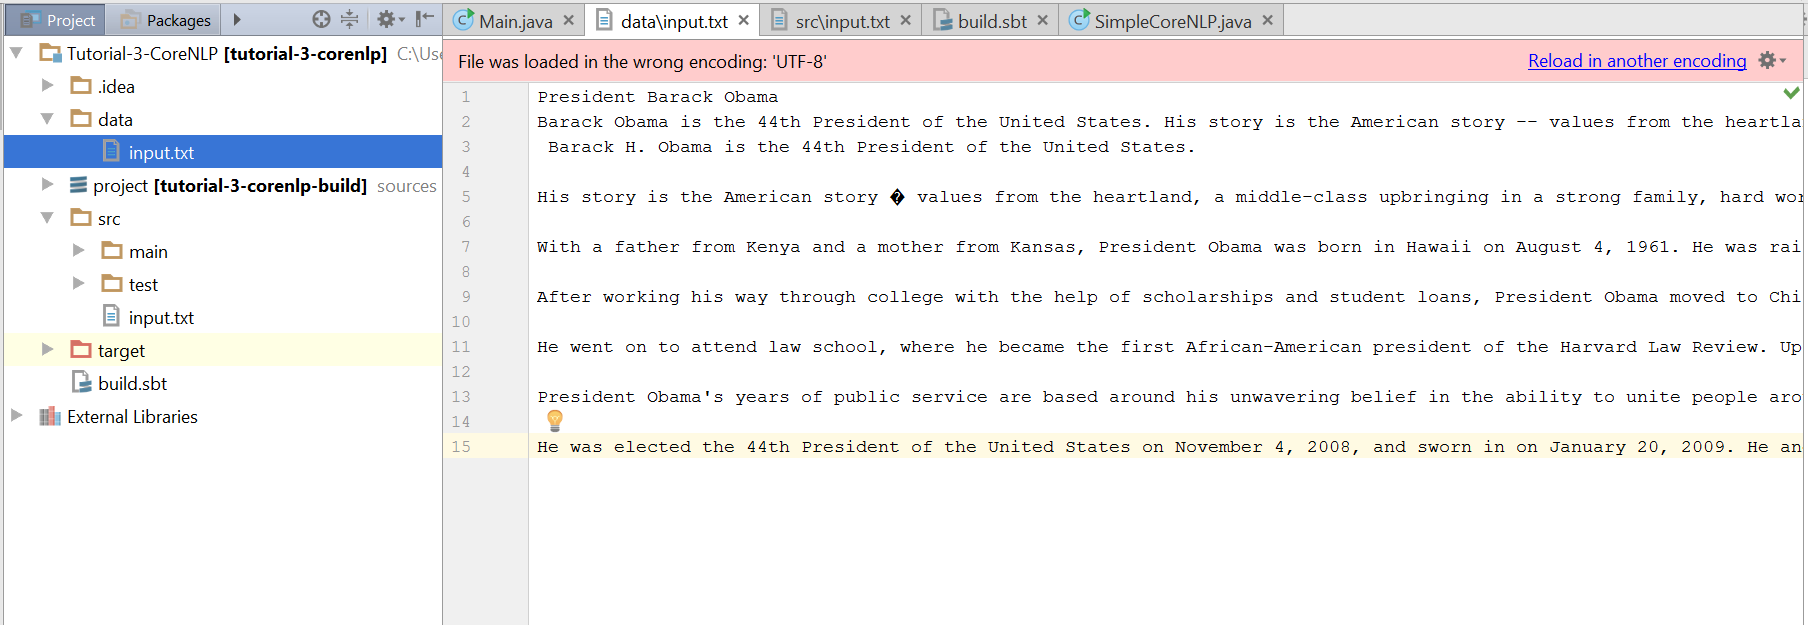 Project Packages
Main.java data\input.txt src\input.txt build.sbt SimpleCoreNLP.java
Tutorial-3-CoreNLP [tutorial-3-corenlp] C:\Use
.idea
data
input.txt
project [tutorial-3-corenlp-build] sources
src
main
test
input.txt
target
build.sbt
External Libraries
File was loaded in the wrong encoding: 'UTF-8' Reload in another encoding
1 President Barack Obama
2 Barack Obama is the 44th President of the United States. His story is the American story -- values from the heartla
3 Barack H. Obama is the 44th President of the United States.
4
5 His story is the American story � values from the heartland, a middle-class upbringing in a strong family, hard wor
6
7 With a father from Kenya and a mother from Kansas, President Obama was born in Hawaii on August 4, 1961. He was rai
8
9 After working his way through college with the help of scholarships and student loans, President Obama moved to Chi
10
11 He went on to attend law school, where he became the first African-American president of the Harvard Law Review. Up
12
13 President Obama's years of public service are based around his unwavering belief in the ability to unite people aro
14
15 He was elected the 44th President of the United States on November 4, 2008, and sworn in on January 20, 2009. He an